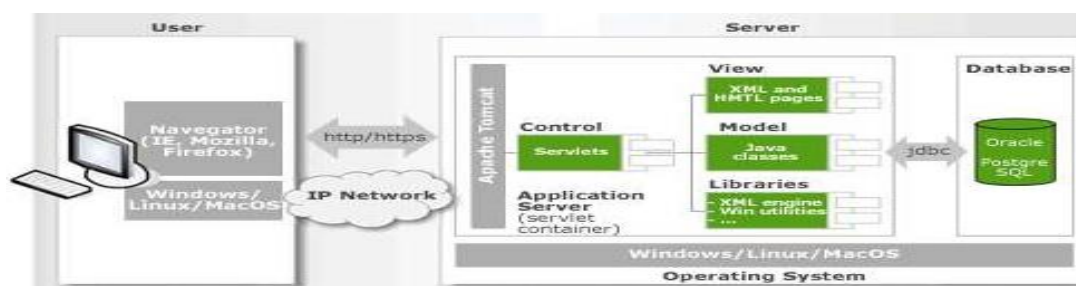 User
Navegator
(IE, Mozilla,
Firefox)
Windows/
Linux/MacOS
http/https
IP Network
Server
Apache Tomcat
Control
Servlets
Application
Server
(servlet
container)
View
XML and
HMTL pages
Model
Java
classes
Libraries
- XML engine
- Win utilities
- ...
jdbc
Database
Oracle
Postgre
SQL
Windows/Linux/MacOS
Operating System